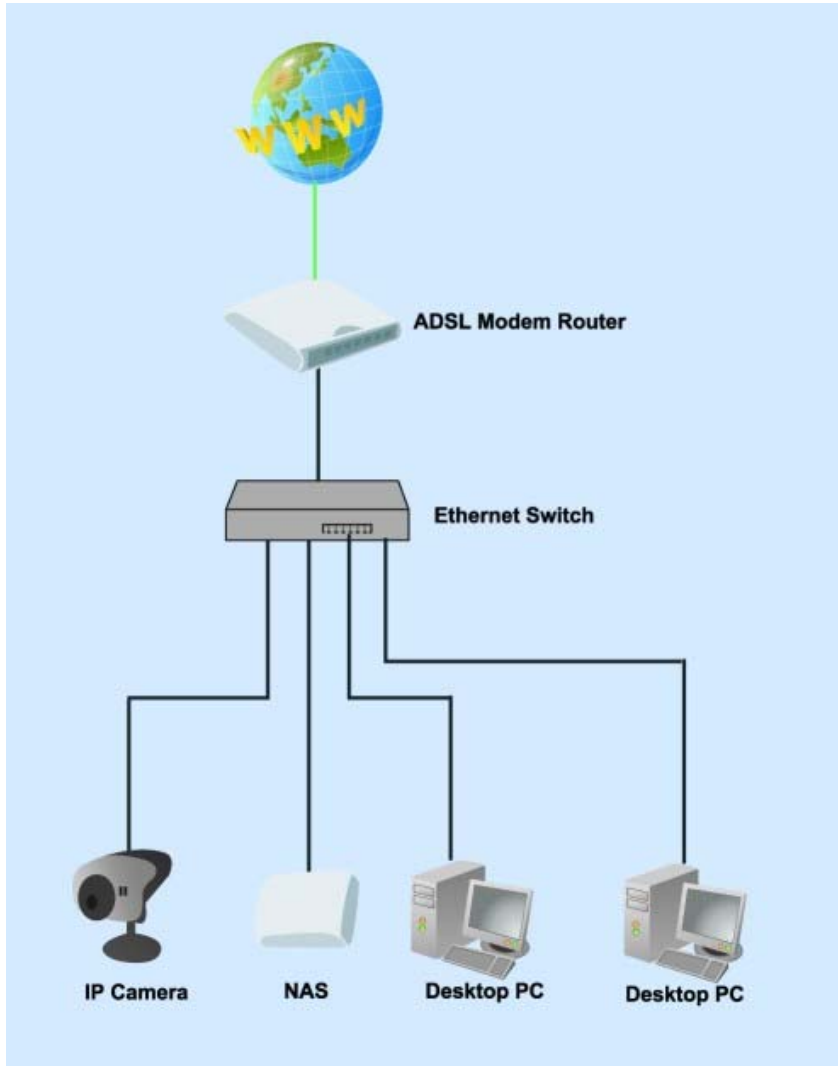 WWW
ADSL Modem Router
Ethernet Switch
IP Camera
NAS
Desktop PC
Desktop PC